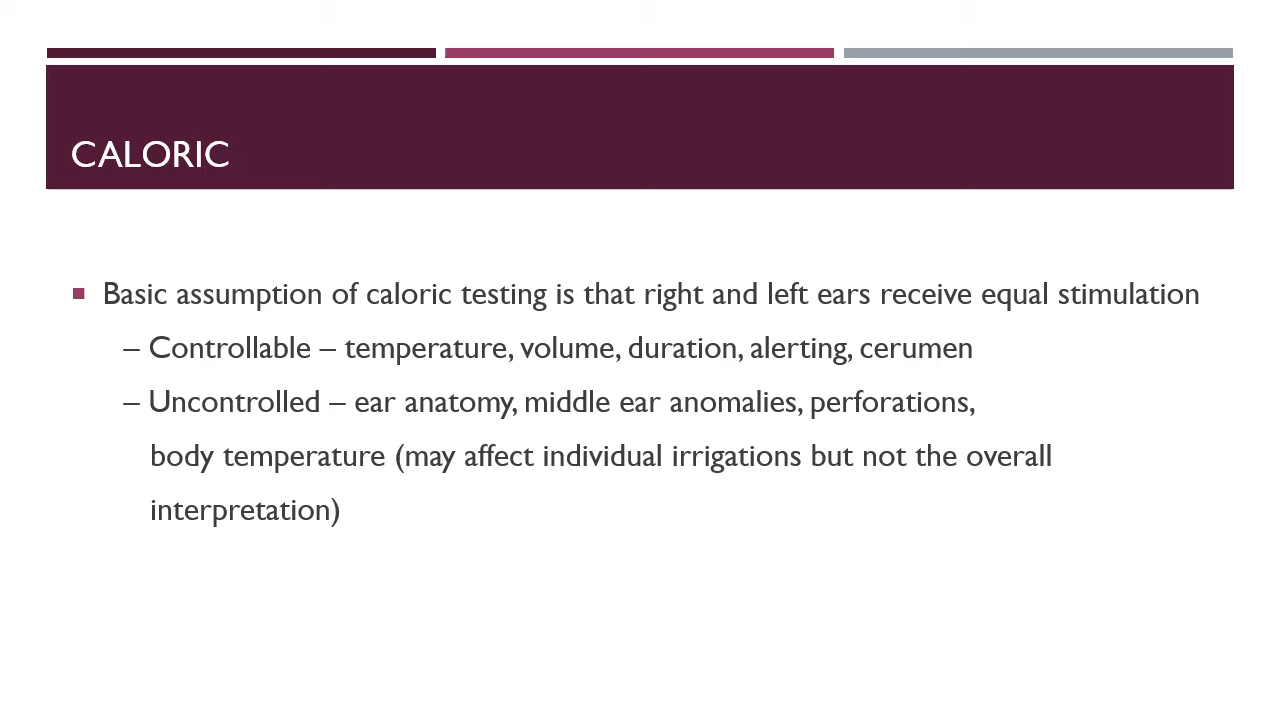 CALORIC
▪ Basic assumption of caloric testing is that right and left ears receive equal stimulation
– Controllable – temperature, volume, duration, alerting, cerumen
– Uncontrolled – ear anatomy, middle ear anomalies, perforations,
body temperature (may affect individual irrigations but not the overall
interpretation)